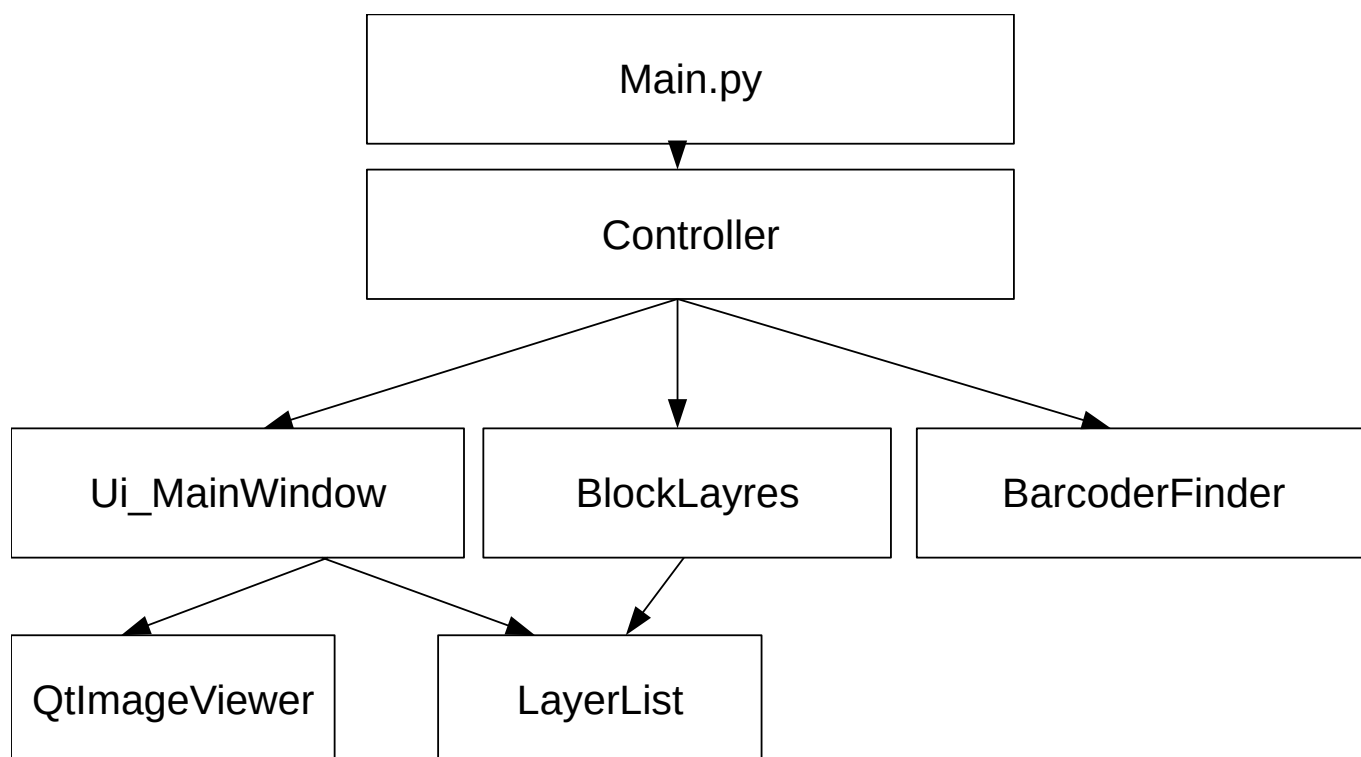 Main.py
Controller
Ui_MainWindow
BlockLayres
BarcoderFinder
QtImageViewer
LayerList